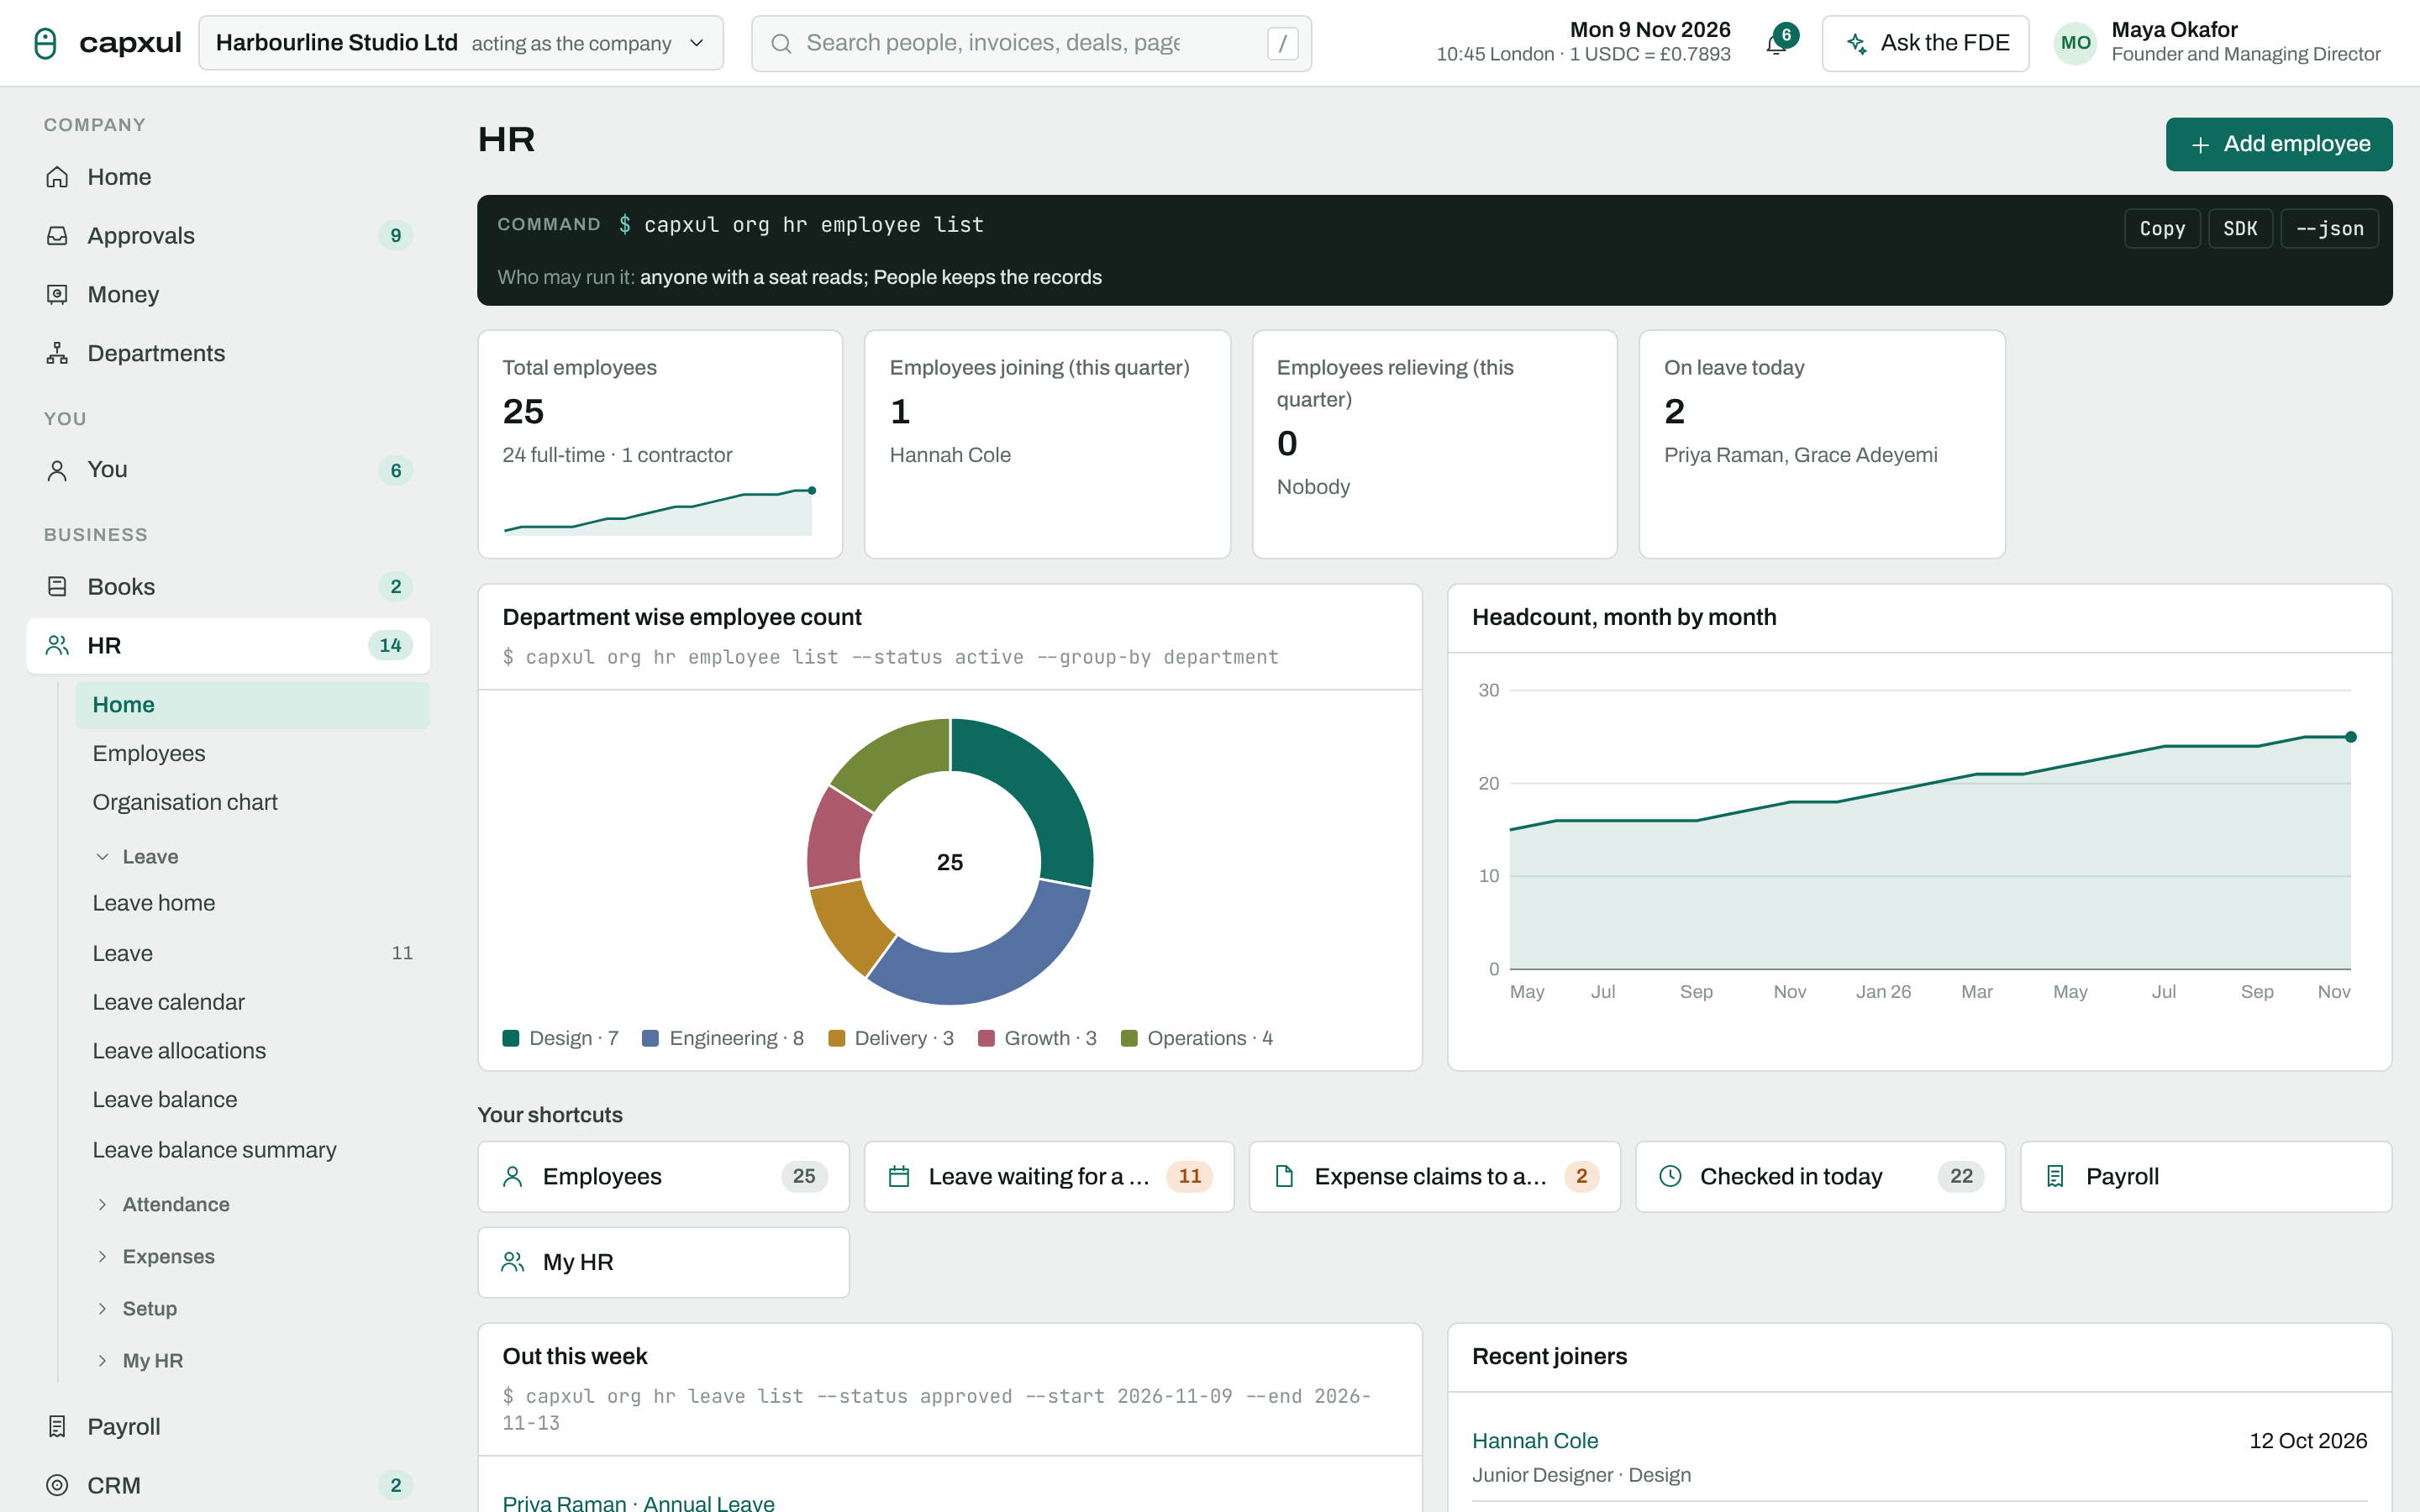 capxul
Harbourline Studio Ltd acting as the company
Search people, invoices, deals, page
/
Mon 9 Nov 2026
10:45 London · 1 USDC = £0.7893
6
Ask the FDE
MO
Maya Okafor
Founder and Managing Director
COMPANY
Home
Approvals 9
Money
Departments
YOU
You 6
BUSINESS
Books 2
HR 14
Home
Employees
Organisation chart
Leave
Leave home
Leave 11
Leave calendar
Leave allocations
Leave balance
Leave balance summary
Attendance
Expenses
Setup
My HR
Payroll
CRM 2
HR
+ Add employee
COMMAND $ capxul org hr employee list
Copy SDK --json
Who may run it: anyone with a seat reads; People keeps the records
Total employees
25
24 full-time · 1 contractor
Employees joining (this quarter)
1
Hannah Cole
Employees relieving (this
quarter)
0
Nobody
On leave today
2
Priya Raman, Grace Adeyemi
Department wise employee count
$ capxul org hr employee list --status active --group-by department
25
Design · 7 Engineering · 8 Delivery · 3 Growth · 3 Operations · 4
Headcount, month by month
30
20
10
0
May Jul Sep Nov Jan 26 Mar May Jul Sep Nov
Your shortcuts
Employees 25
Leave waiting for a ... 11
Expense claims to a... 2
Checked in today 22
Payroll
My HR
Out this week
$ capxul org hr leave list --status approved --start 2026-11-09 --end 2026-
11-13
Priya Raman · Annual Leave
Recent joiners
Hannah Cole 12 Oct 2026
Junior Designer · Design